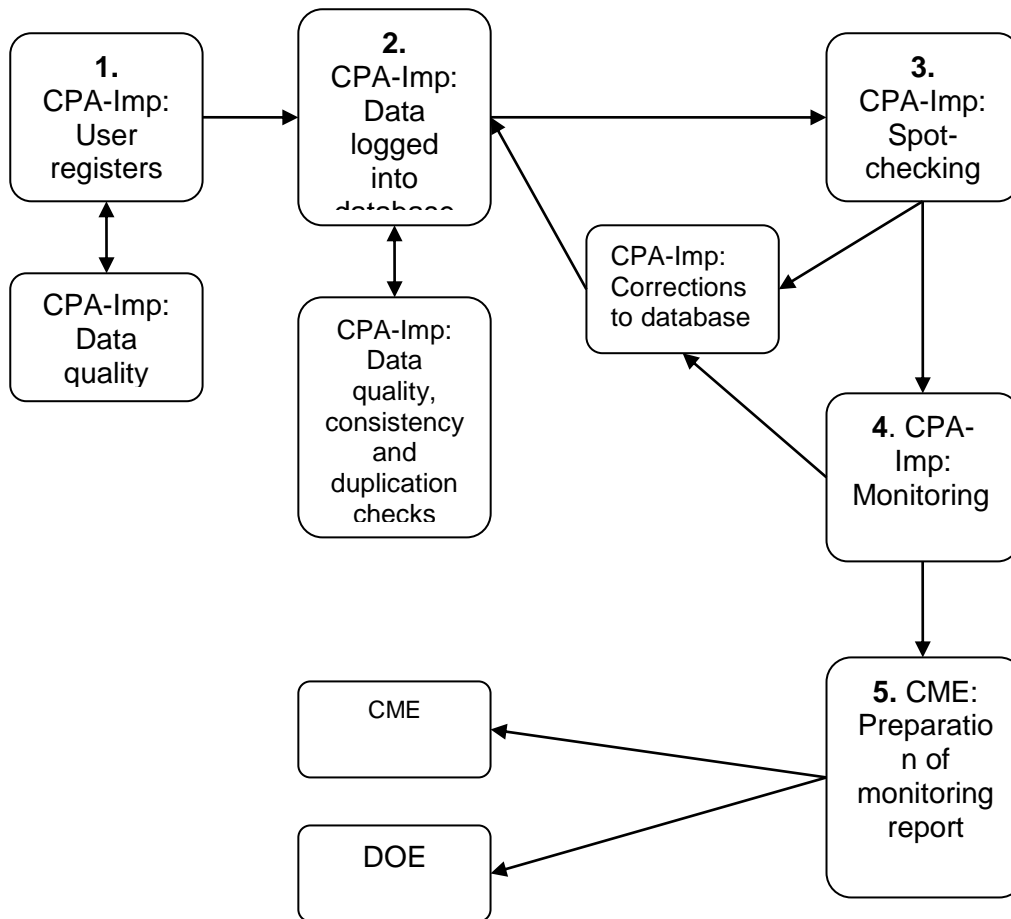 1.
CPA-Imp:
User
registers
2.
CPA-Imp:
Data
logged
into
database
3.
CPA-Imp:
Spot-
checking
CPA-Imp:
Data
quality
CPA-Imp:
Data
quality,
consistency
and
duplication
checks
CPA-Imp:
Corrections
to database
4. CPA-
Imp:
Monitoring
5. CME:
Preparatio
n of
monitoring
report
CME
DOE